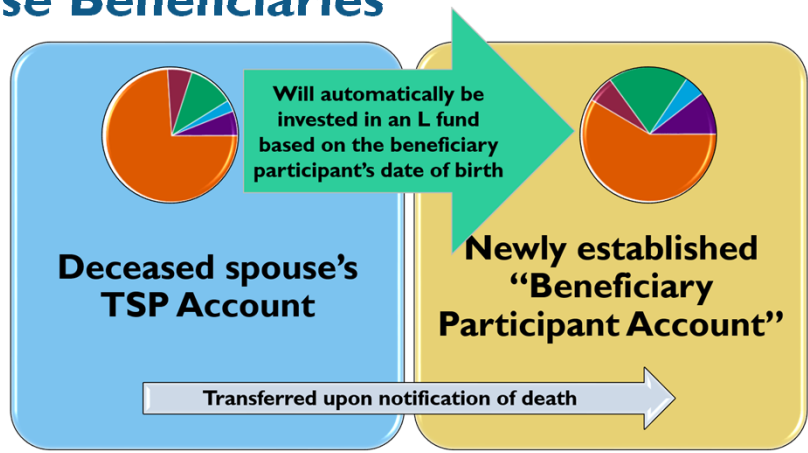 se Beneficiaries
Will automatically be
invested in an L fund
based on the beneficiary
participant's date of birth
Deceased spouse's
TSP Account
Newly established
“Beneficiary
Participant Account”
Transferred upon notification of death